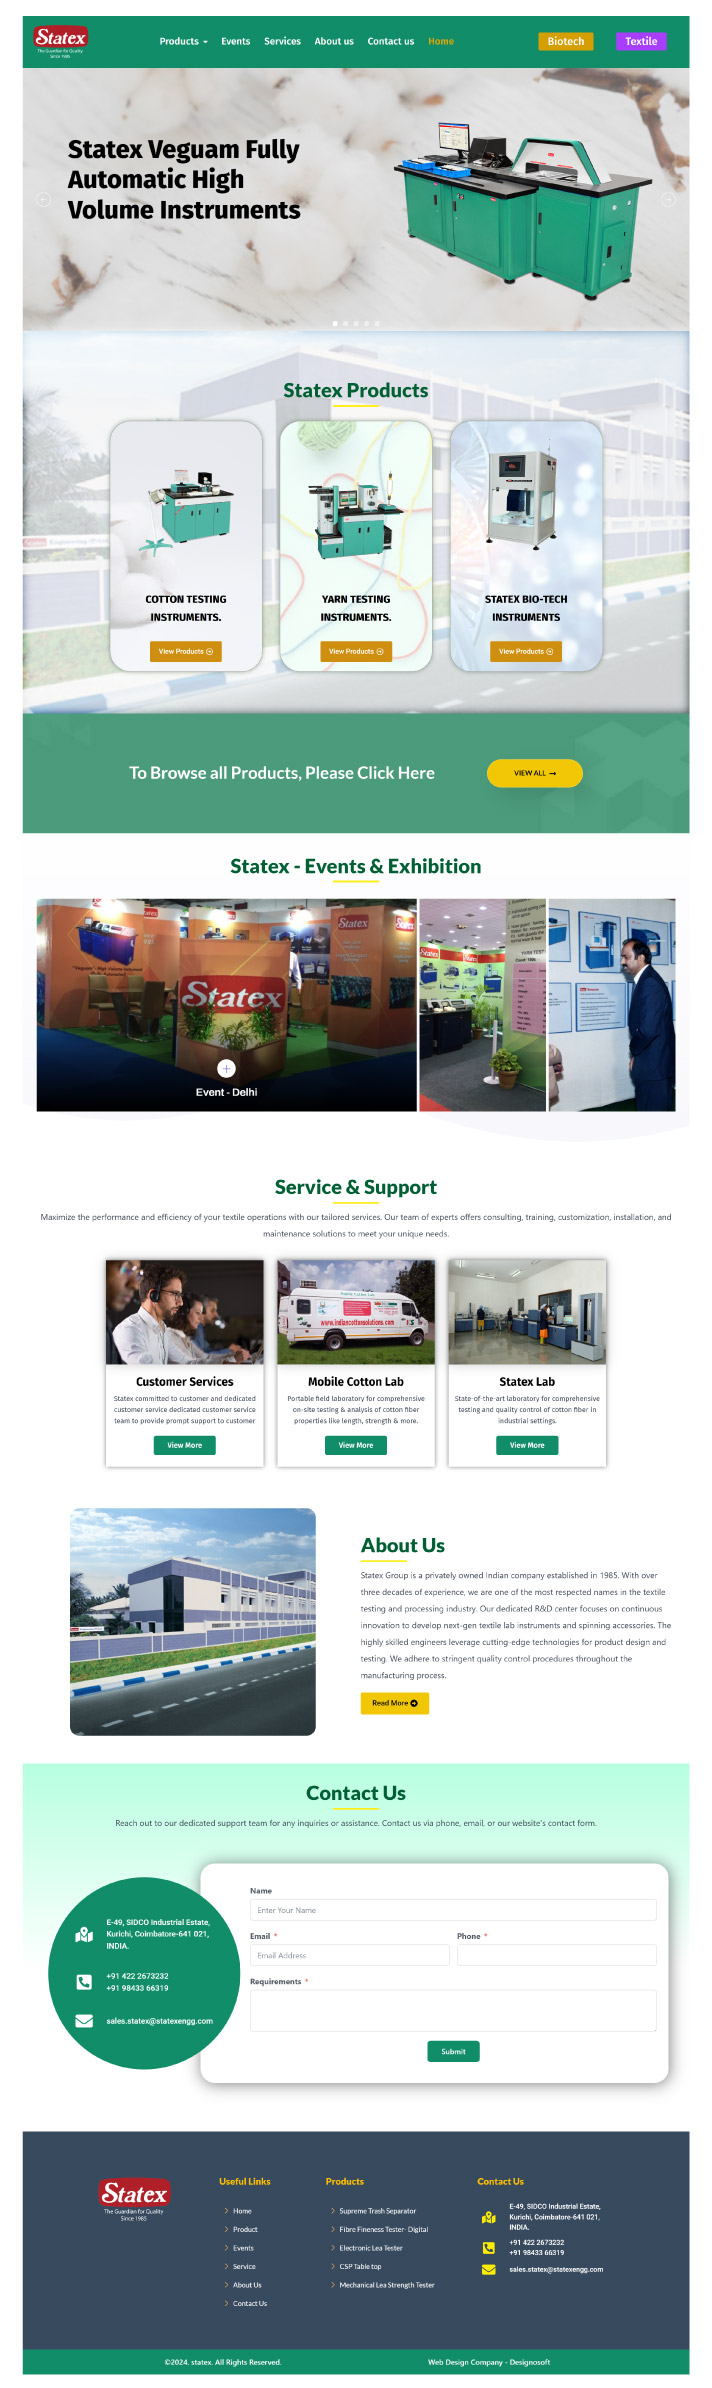 Statex
The Guardian for Quality
Since 1985
Products Events Services About us Contact us Home
Biotech Textile
Statex Veguam Fully
Automatic High
Volume Instruments
Statex Products
COTTON TESTING
INSTRUMENTS.
View Products
YARN TESTING
INSTRUMENTS.
View Products
STATEX BIO-TECH
INSTRUMENTS
View Products
To Browse all Products, Please Click Here
VIEW ALL
Statex - Events & Exhibition
Statex
Statex
Event - Delhi
YARN TEST
Service & Support
Maximize the performance and efficiency of your textile operations with our tailored services. Our team of experts offers consulting, training, customization, installation, and
maintenance solutions to meet your unique needs.
www.indiancottonsolutions.com
Customer Services
Statex committed to customer and dedicated
customer service dedicated customer service
team to provide prompt support to customer
View More
Mobile Cotton Lab
Portable field laboratory for comprehensive
on-site testing & analysis of cotton fiber
properties like length, strength & more.
View More
Statex Lab
State-of-the-art laboratory for comprehensive
testing and quality control of cotton fiber in
industrial settings.
View More
About Us
Statex Group is a privately owned Indian company established in 1985. With over
three decades of experience, we are one of the most respected names in the textile
testing and processing industry. Our dedicated R&D center focuses on continuous
innovation to develop next-gen textile lab instruments and spinning accessories. The
highly skilled engineers leverage cutting-edge technologies for product design and
testing. We adhere to stringent quality control procedures throughout the
manufacturing process.
Read More
Contact Us
Reach out to our dedicated support team for any inquiries or assistance. Contact us via phone, email, or our website's contact form.
E-49, SIDCO Industrial Estate,
Kurichi, Coimbatore-641 021,
INDIA.
+91 422 2673232
+91 98433 66319
sales.statex@statexengg.com
Name
Enter Your Name
Email *
Phone *
Email Address
Requirements *
Submit
Statex
The Guardian for Quality
Since 1985
Useful Links
Home
Product
Events
Service
About Us
Contact Us
Products
Supreme Trash Separator
Fibre Fineness Tester- Digital
Electronic Lea Tester
CSP Table top
Mechanical Lea Strength Tester
Contact Us
E-49, SIDCO Industrial Estate,
Kurichi, Coimbatore-641 021,
INDIA.
+91 422 2673232
+91 98433 66319
sales.statex@statexengg.com
©2024. statex. All Rights Reserved.
Web Design Company - Designosoft